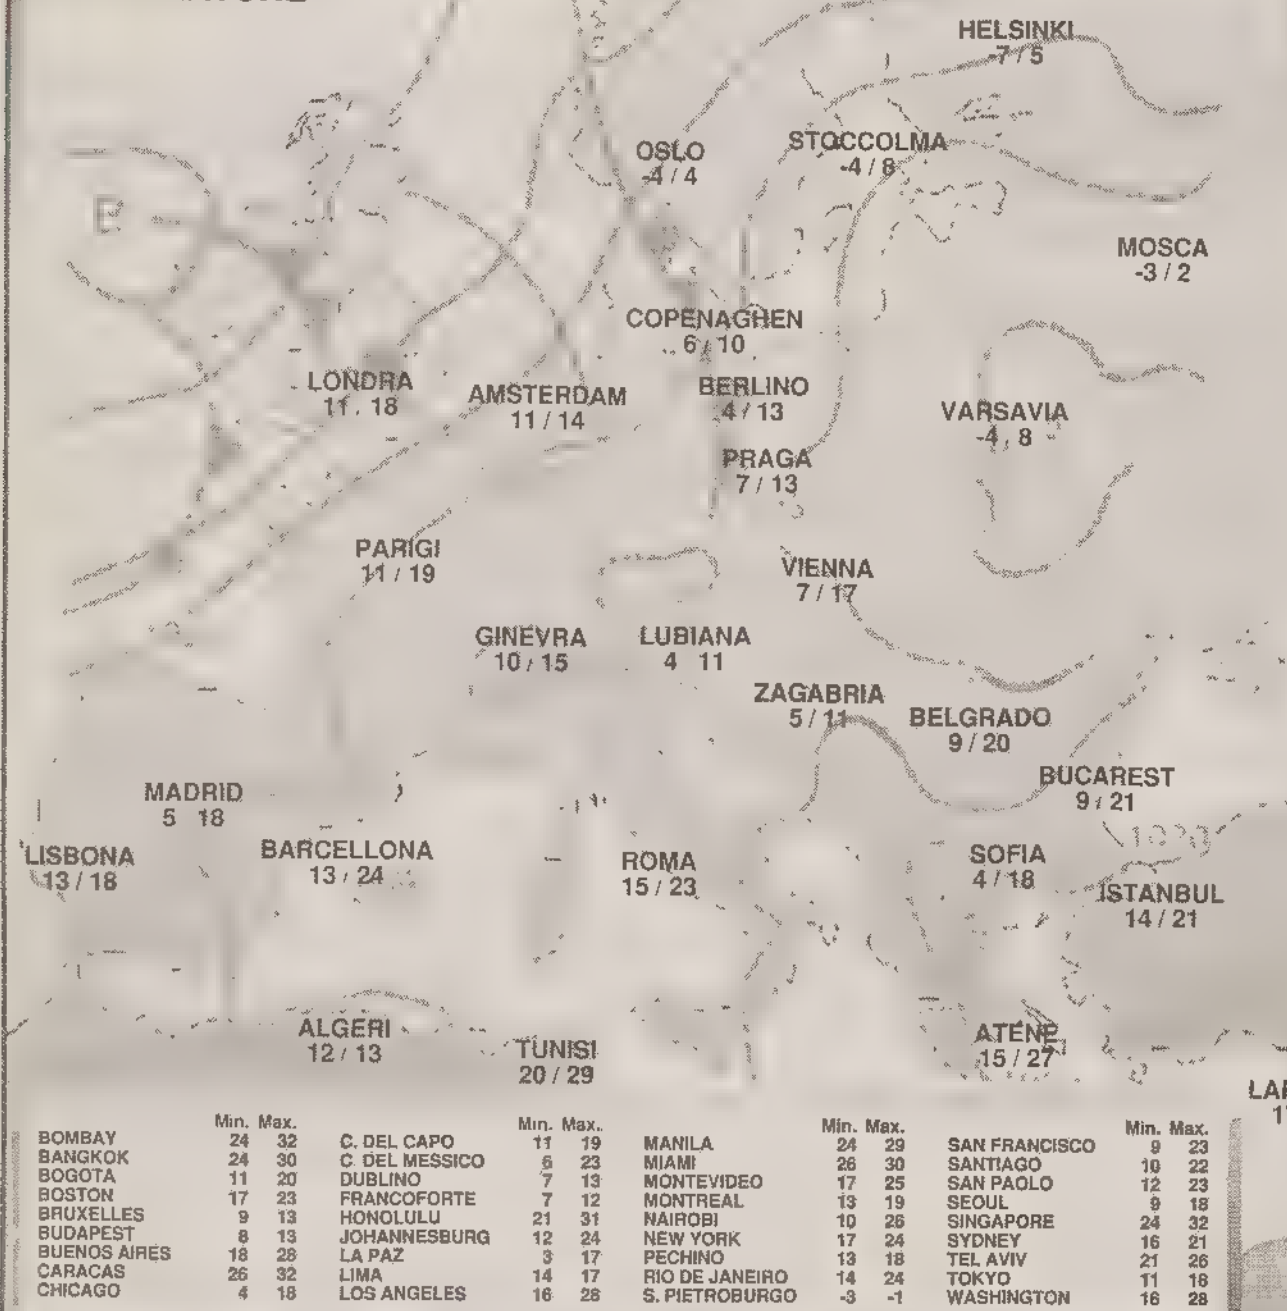 HELSINKI
-7 / 5
OSLO
-4 / 4
STOCCOLMA
-4 / 8
B
MOSCA
-3 / 2
COPENAGHEN
6 / 10
LONDRA
11 . 18
AMSTERDAM
11 / 14
BERLINO
4 / 13
VARSAVIA
-4 , 8
PRAGA
7 / 13
PARIGI
11 / 19
VIENNA
7 / 17
GINEVRA
10 / 15
LUBIANA
4 11
ZAGABRIA
5 / 11
BELGRADO
9 / 20
BUCAREST
9 / 21
MADRID
5 18
LISBONA
13 / 18
BARCELLONA
13 / 24
ROMA
15 / 23
SOFIA
4 / 18
ISTANBUL
14 / 21
ALGERI
12 / 13
TUNISI
20 / 29
ATENE
15 / 27
Min. Max.
BOMBAY 24 32
BANGKOK 24 30
BOGOTA 11 20
BOSTON 17 23
BRUXELLES 9 13
BUDAPEST 8 13
BUENOS AIRES 18 28
CARACAS 26 32
CHICAGO 4 18
Min. Max.
C. DEL CAPO 11 19
C. DEL MESSICO 6 23
DUBLINO 7 13
FRANCOFORTE 7 12
HONOLULU 21 31
JOHANNESBURG 12 24
LA PAZ 3 17
LIMA 14 17
LOS ANGELES 16 28
Min. Max.
MANILA 24 29
MIAMI 26 30
MONTEVIDEO 17 25
MONTREAL 13 19
NAIROBI 10 26
NEW YORK 17 24
PECHINO 13 18
RIO DE JANEIRO 14 24
S. PIETROBURGO -3 -1
Min. Max.
SAN FRANCISCO 9 23
SANTIAGO 10 22
SAN PAOLO 12 23
SEOUL 9 18
SINGAPORE 24 32
SYDNEY 16 21
TEL AVIV 21 26
TOKYO 11 18
WASHINGTON 16 28